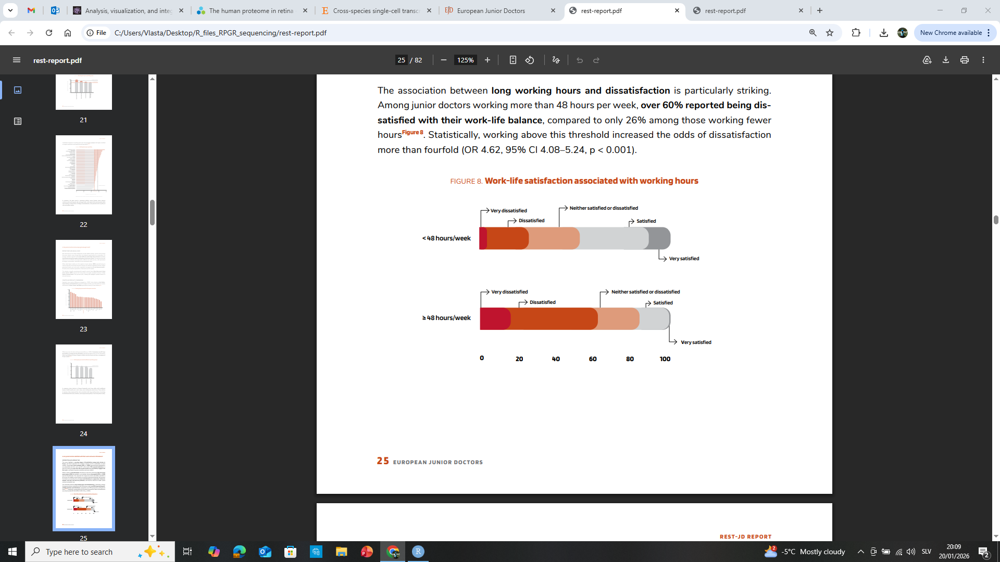 Analysis, visualization, and inte
The human proteome in retina
Cross-species single-cell transc
European Junior Doctors
rest-report.pdf
rest-report.pdf
File
C:/Users/Vlasta/Desktop/R_files_RPGR_sequencing/rest-report.pdf
New Chrome available
rest-report.pdf
25 / 82
125%
21
22
23
24
25
The association between long working hours and dissatisfaction is particularly striking.
Among junior doctors working more than 48 hours per week, over 60% reported being dis-
satisfied with their work-life balance, compared to only 26% among those working fewer
hoursFigure 8. Statistically, working above this threshold increased the odds of dissatisfaction
more than fourfold (OR 4.62, 95% CI 4.08–5.24, p < 0.001).
FIGURE 8. Work-life satisfaction associated with working hours
Neither satisfied or dissatisfied
Very dissatisfied
Dissatisfied
Satisfied
< 48 hours/week
Very satisfied
Very dissatisfied
Neither satisfied or dissatisfied
Dissatisfied
Satisfied
≥ 48 hours/week
Very satisfied
0 20 40 60 80 100
25 EUROPEAN JUNIOR DOCTORS
REST-JD REPORT
Type here to search
2
-5°C Mostly cloudy
SLV
20:09
20/01/2026
2